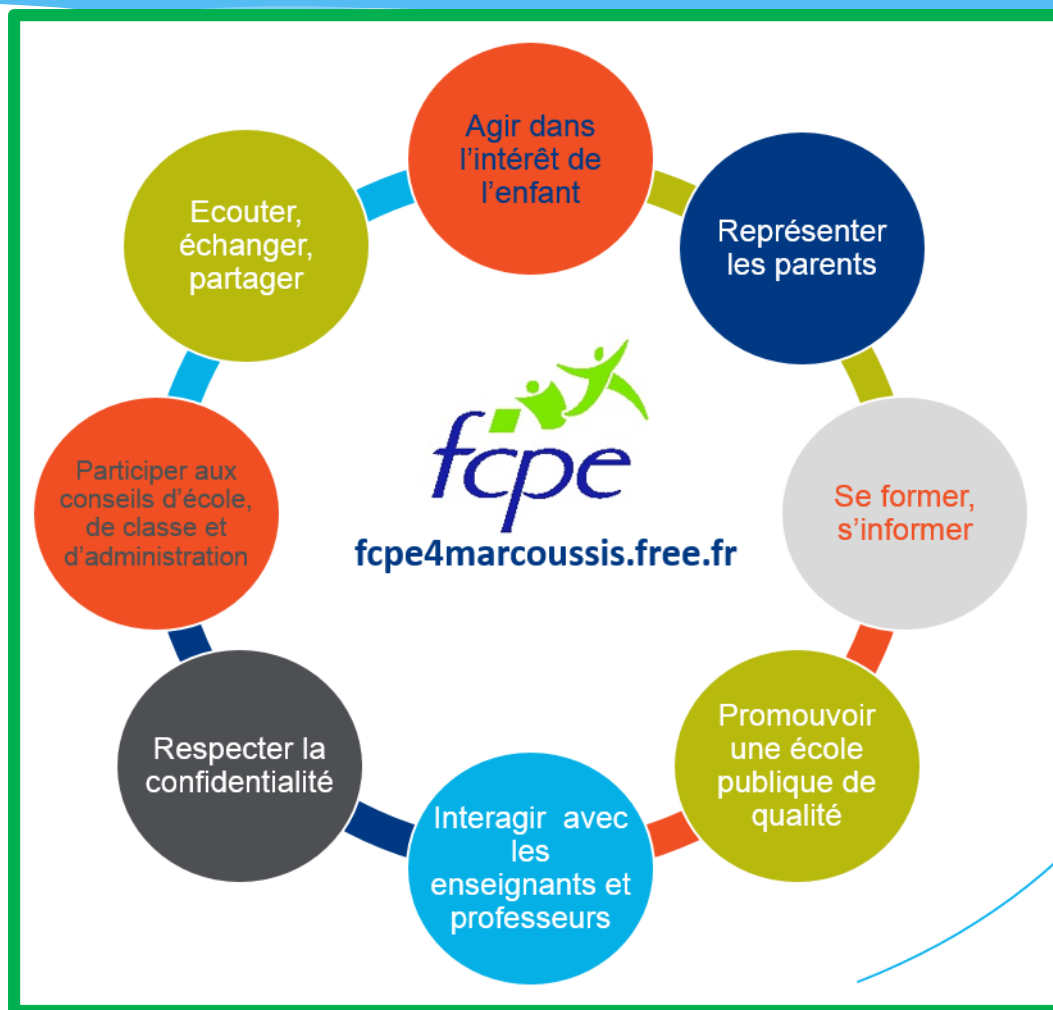 Agir dans
l'intérêt de
l'enfant
Représenter
les parents
Se former,
s'informer
Promouvoir
une école
publique de
qualité
Interagir  avec
les
enseignants et
professeurs
Respecter la
confidentialité
Participer aux
conseils d'école,
de classe et
d'administration
Ecouter,
échanger,
partager
fcpe
fcpe4marcoussis.free.fr